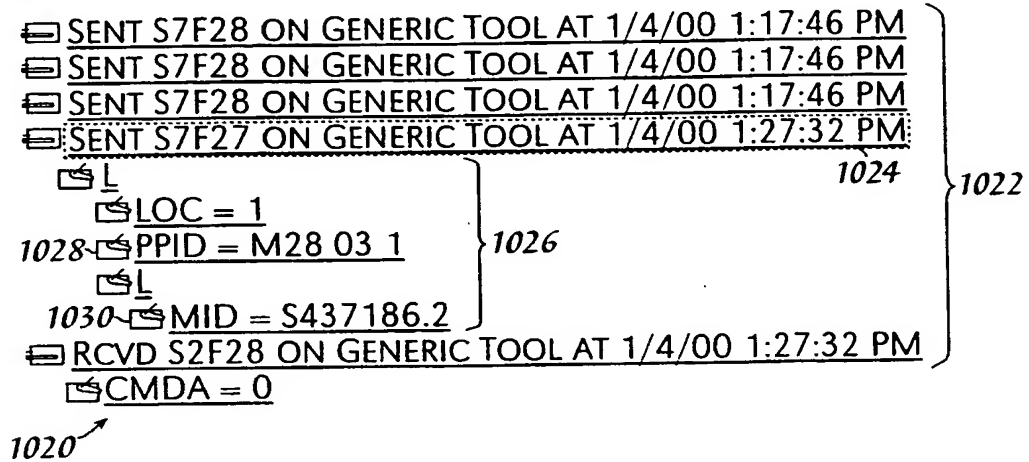 SENT S7F28 ON GENERIC TOOL AT 1/4/00 1:17:46 PM
SENT S7F28 ON GENERIC TOOL AT 1/4/00 1:17:46 PM
SENT S7F28 ON GENERIC TOOL AT 1/4/00 1:17:46 PM
SENT S7F27 ON GENERIC TOOL AT 1/4/00 1:27:32 PM
1024
1022
L
LOC = 1
1028 PPID = M28 03 1
1026
L
1030 MID = S437186.2
RCVD S2F28 ON GENERIC TOOL AT 1/4/00 1:27:32 PM
CMDA = 0
1020